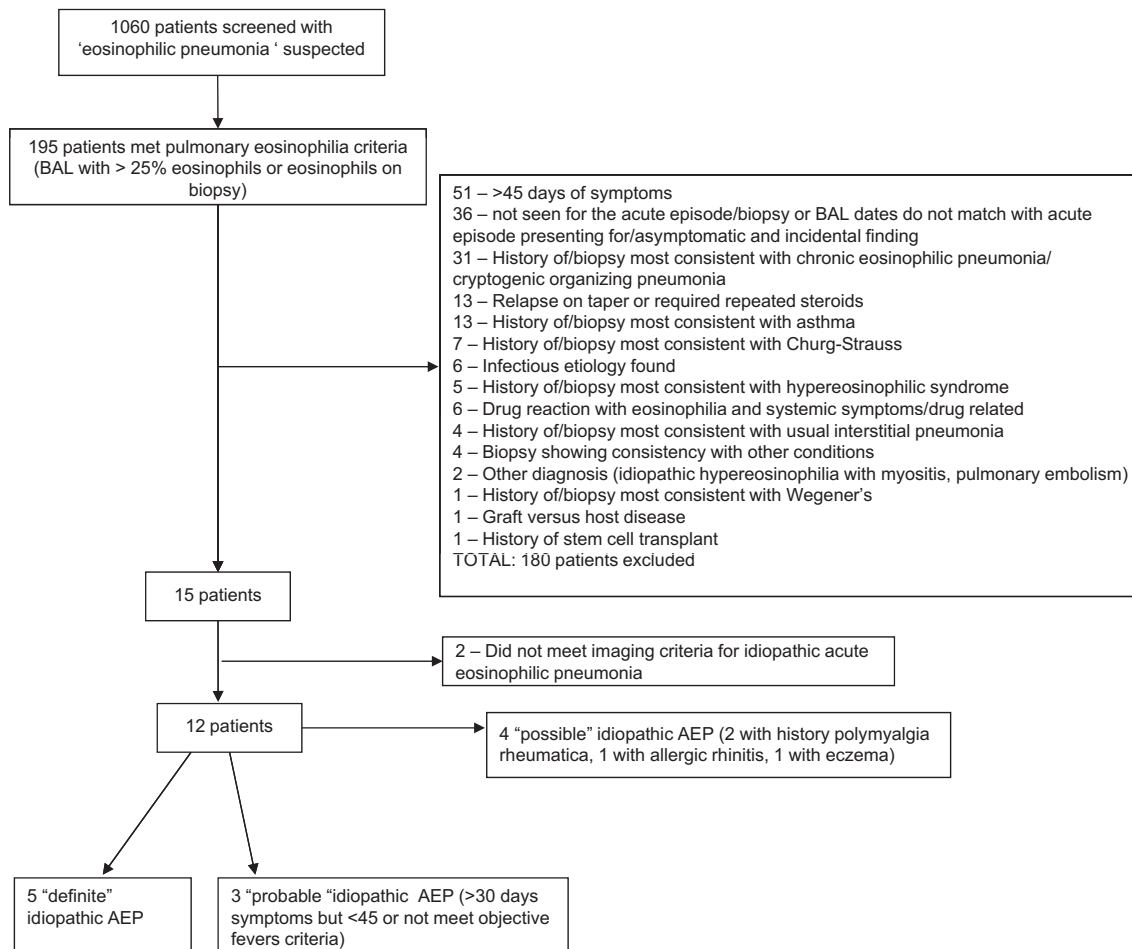 1060 patients screened with
‘eosinophilic pneumonia ‘ suspected
195 patients met pulmonary eosinophilia criteria
(BAL with > 25% eosinophils or eosinophils on
biopsy)
51 – >45 days of symptoms
36 – not seen for the acute episode/biopsy or BAL dates do not match with acute
episode presenting for/asymptomatic and incidental finding
31 – History of/biopsy most consistent with chronic eosinophilic pneumonia/
cryptogenic organizing pneumonia
13 – Relapse on taper or required repeated steroids
13 – History of/biopsy most consistent with asthma
7 – History of/biopsy most consistent with Churg-Strauss
6 – Infectious etiology found
5 – History of/biopsy most consistent with hypereosinophilic syndrome
6 – Drug reaction with eosinophilia and systemic symptoms/drug related
4 – History of/biopsy most consistent with usual interstitial pneumonia
4 – Biopsy showing consistency with other conditions
2 – Other diagnosis (idiopathic hypereosinophilia with myositis, pulmonary embolism)
1 – History of/biopsy most consistent with Wegener’s
1 – Graft versus host disease
1 – History of stem cell transplant
TOTAL: 180 patients excluded
15 patients
2 – Did not meet imaging criteria for idiopathic acute
eosinophilic pneumonia
12 patients
4 “possible” idiopathic AEP (2 with history polymyalgia
rheumatica, 1 with allergic rhinitis, 1 with eczema)
5 “definite”
idiopathic AEP
3 “probable “idiopathic AEP (>30 days
symptoms but <45 or not meet objective
fevers criteria)